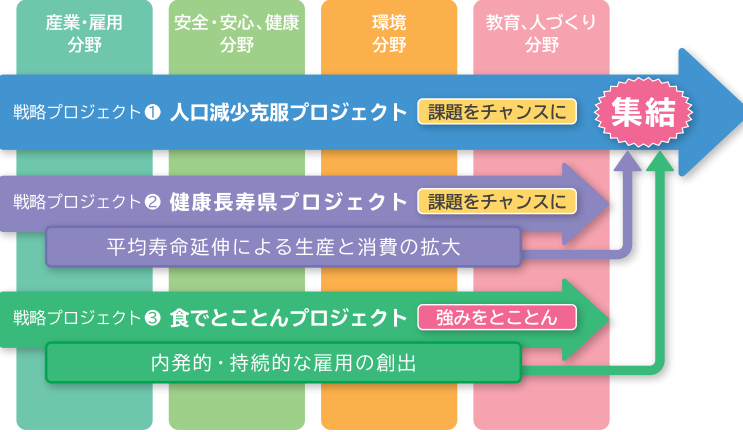 産業・雇用
分野
安全・安心、健康
分野
環境
分野
教育、人づくり
分野
戦略プロジェクト❶ 人口減少克服プロジェクト 課題をチャンスに
集結
戦略プロジェクト❷ 健康長寿県プロジェクト 課題をチャンスに
平均寿命延伸による生産と消費の拡大
戦略プロジェクト❸ 食でとことんプロジェクト 強みをとことん
内発的・持続的な雇用の創出